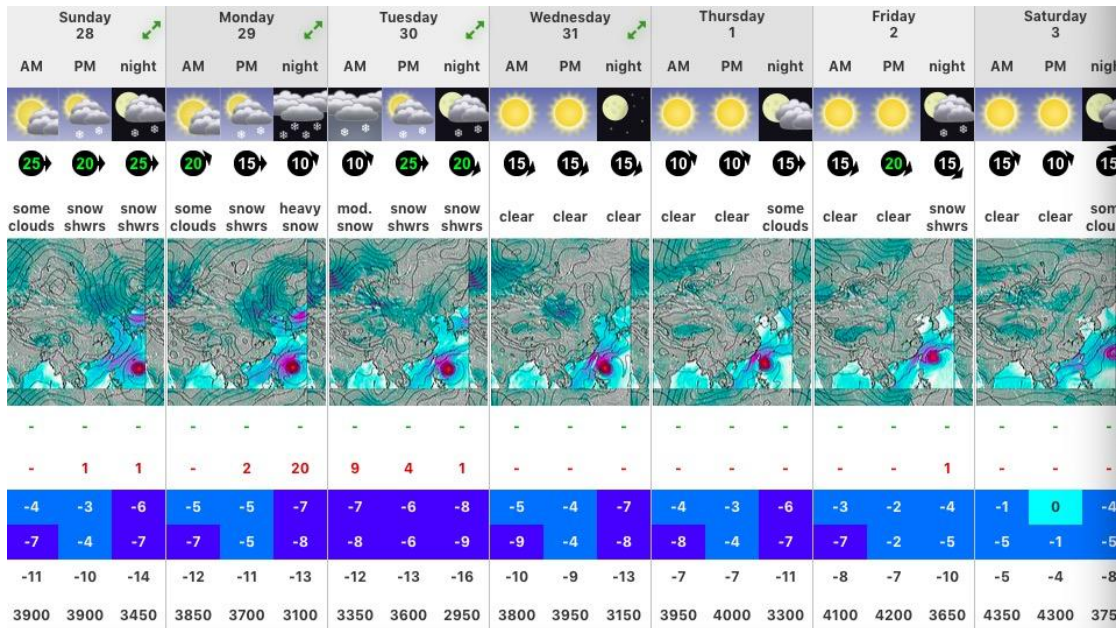 Sunday Monday Tuesday Wednesday Thursday Friday Saturday
28 29 30 31 1 2 3
AM PM night AM PM night AM PM night AM PM night AM PM night AM PM night AM PM
25 20 25 20 15 10 10 25 20 15 15 15 10 10 15 15 20 15 15 10 15
some snow snow some snow heavy mod. snow snow clear clear clear clear clear some clear clear snow clear clear
clouds shwrs shwrs clouds shwrs snow snow shwrs shwrs clouds shwrs
- - - - - - - - - - - - - - - - - - - - -
- 1 1 - 2 20 9 4 1 - - - - - - - - 1 - - -
-4 -3 -6 -5 -5 -7 -7 -6 -8 -5 -4 -7 -4 -3 -6 -3 -2 -4 -1 0 -4
-7 -4 -7 -7 -5 -8 -8 -6 -9 -9 -4 -8 -8 -4 -7 -7 -2 -5 -5 -1 -5
-11 -10 -14 -12 -11 -13 -12 -13 -16 -10 -9 -13 -7 -7 -11 -8 -7 -10 -5 -4 -8
3900 3900 3450 3850 3700 3100 3350 3600 2950 3800 3950 3150 3950 4000 3300 4100 4200 3650 4350 4300